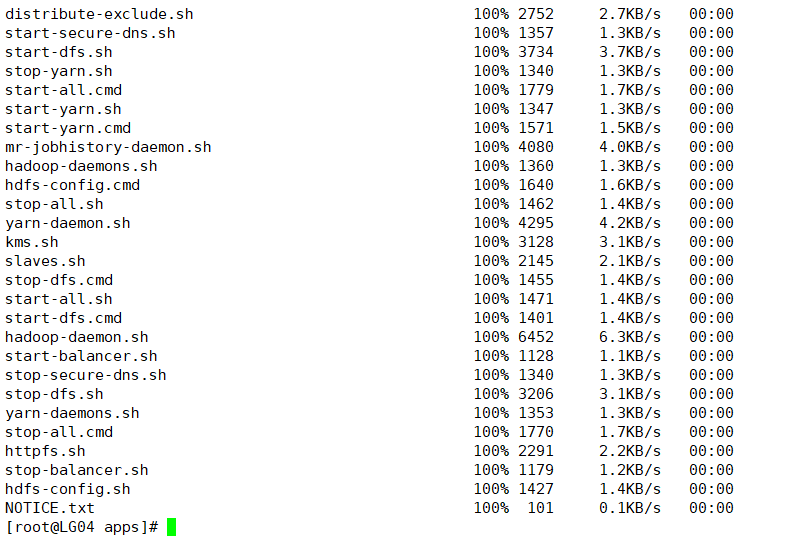 distribute-exclude.sh 100% 2752 2.7KB/s 00:00
start-secure-dns.sh 100% 1357 1.3KB/s 00:00
start-dfs.sh 100% 3734 3.7KB/s 00:00
stop-yarn.sh 100% 1340 1.3KB/s 00:00
start-all.cmd 100% 1779 1.7KB/s 00:00
start-yarn.sh 100% 1347 1.3KB/s 00:00
start-yarn.cmd 100% 1571 1.5KB/s 00:00
mr-jobhistory-daemon.sh 100% 4080 4.0KB/s 00:00
hadoop-daemons.sh 100% 1360 1.3KB/s 00:00
hdfs-config.cmd 100% 1640 1.6KB/s 00:00
stop-all.sh 100% 1462 1.4KB/s 00:00
yarn-daemon.sh 100% 4295 4.2KB/s 00:00
kms.sh 100% 3128 3.1KB/s 00:00
slaves.sh 100% 2145 2.1KB/s 00:00
stop-dfs.cmd 100% 1455 1.4KB/s 00:00
start-all.sh 100% 1471 1.4KB/s 00:00
start-dfs.cmd 100% 1401 1.4KB/s 00:00
hadoop-daemon.sh 100% 6452 6.3KB/s 00:00
start-balancer.sh 100% 1128 1.1KB/s 00:00
stop-secure-dns.sh 100% 1340 1.3KB/s 00:00
stop-dfs.sh 100% 3206 3.1KB/s 00:00
yarn-daemons.sh 100% 1353 1.3KB/s 00:00
stop-all.cmd 100% 1770 1.7KB/s 00:00
httpfs.sh 100% 2291 2.2KB/s 00:00
stop-balancer.sh 100% 1179 1.2KB/s 00:00
hdfs-config.sh 100% 1427 1.4KB/s 00:00
NOTICE.txt 100% 101 0.1KB/s 00:00
[root@LG04 apps]#